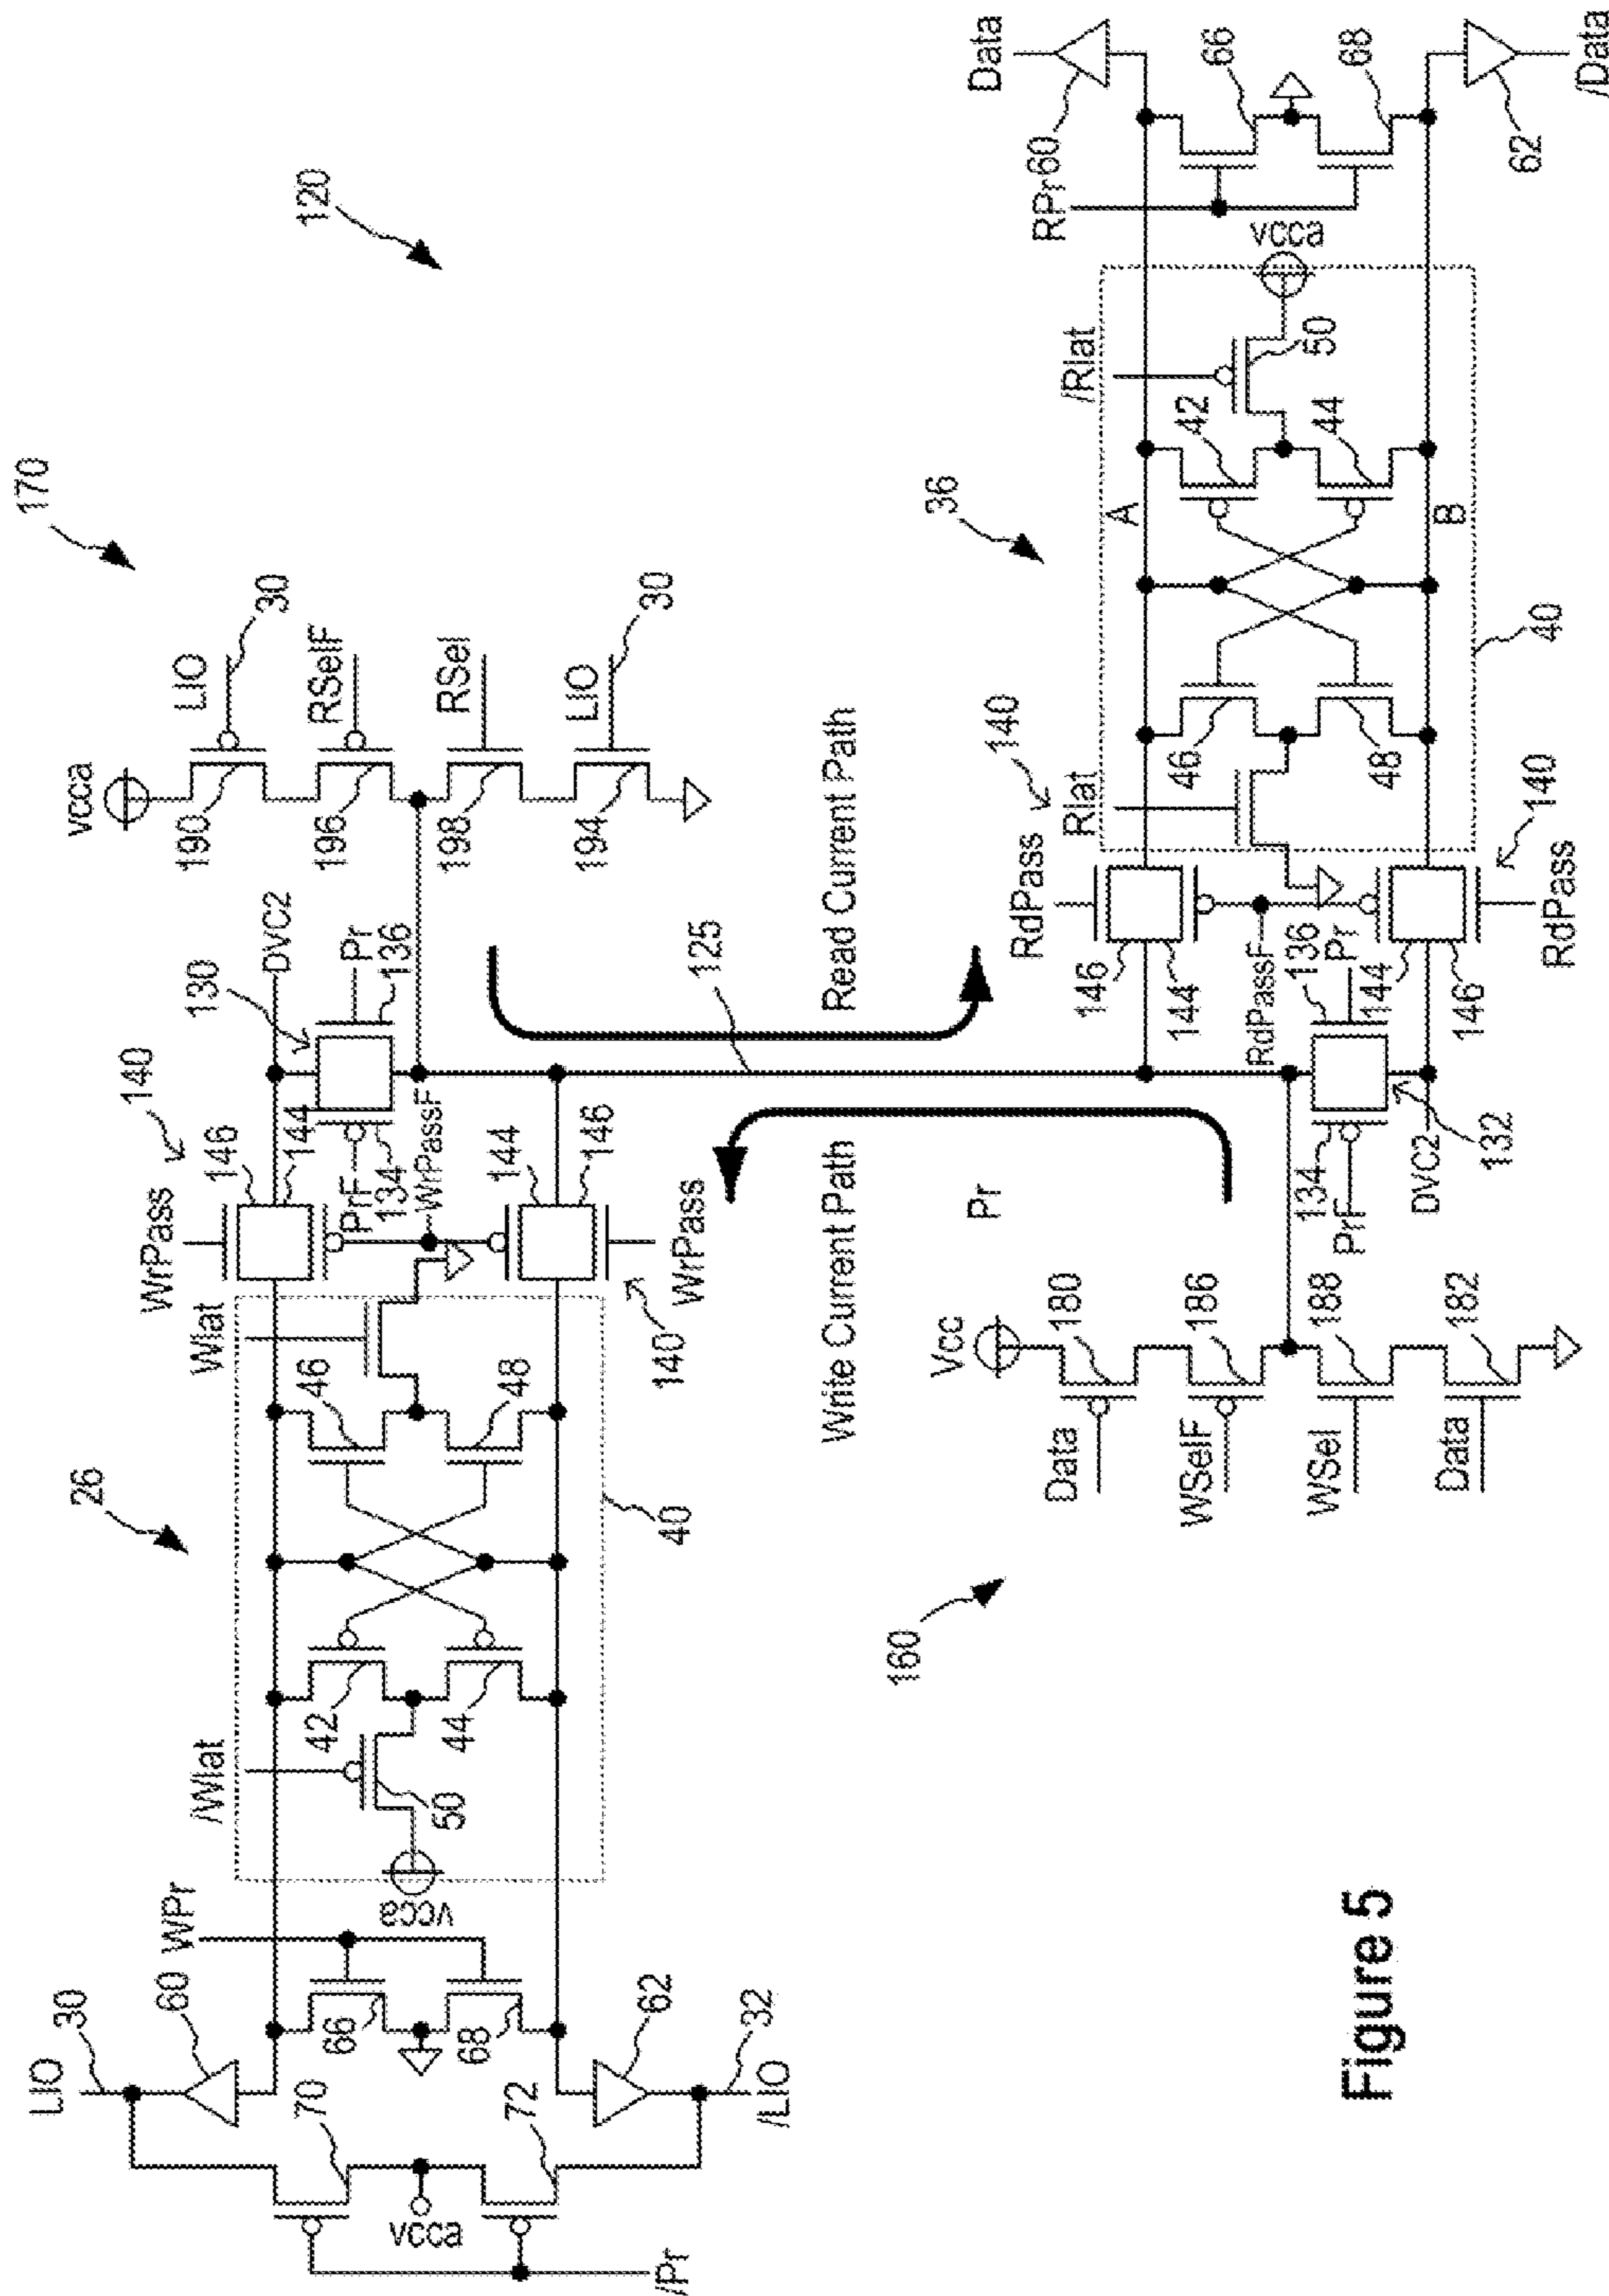 120
170
LIO
30
vcca
190
RSelF
196
RSel
198
LIO
30
194
DVC2
130
Pr
136
140
146
144
WrPass
PrF
134
WrPassF
144
146
WrPass
140
Wlat
46
48
26
40
42
44
/Wlat
50
vcca
WPr
66
68
LIO
30
60
62
32
/LIO
70
72
vcca
/Pr
Read Current Path
125
Write Current Path
Pr
Data
60
66
68
62
/Data
RPr
vcca
/Rlat
50
42
44
36
A
B
40
46
48
Rlat
140
RdPass
146
144
RdPassF
136
Pr
144
146
140
RdPass
134
PrF
132
DVC2
Vcc
180
Data
186
WSelF
188
WSel
182
Data
160
Figure 5